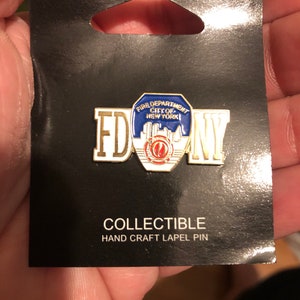 FIRE DEPARTMENT
CITY OF
NEW YORK
FD NY
COLLECTIBLE
HAND CRAFT LAPEL PIN